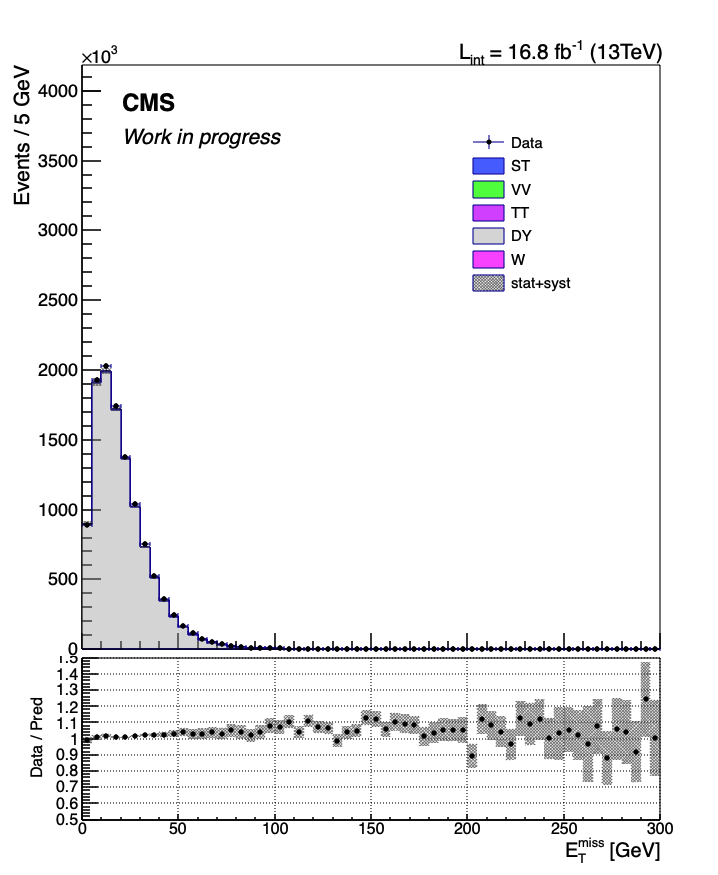 ×10³
L_int = 16.8 fb⁻¹ (13TeV)
Events / 5 GeV
4000
3500
3000
2500
2000
1500
1000
500
0
CMS
Work in progress
Data
ST
VV
TT
DY
W
stat+syst
Data / Pred
1.5
1.4
1.3
1.2
1.1
1
0.9
0.8
0.7
0.6
0.5
0 50 100 150 200 250 300
E_T^miss [GeV]